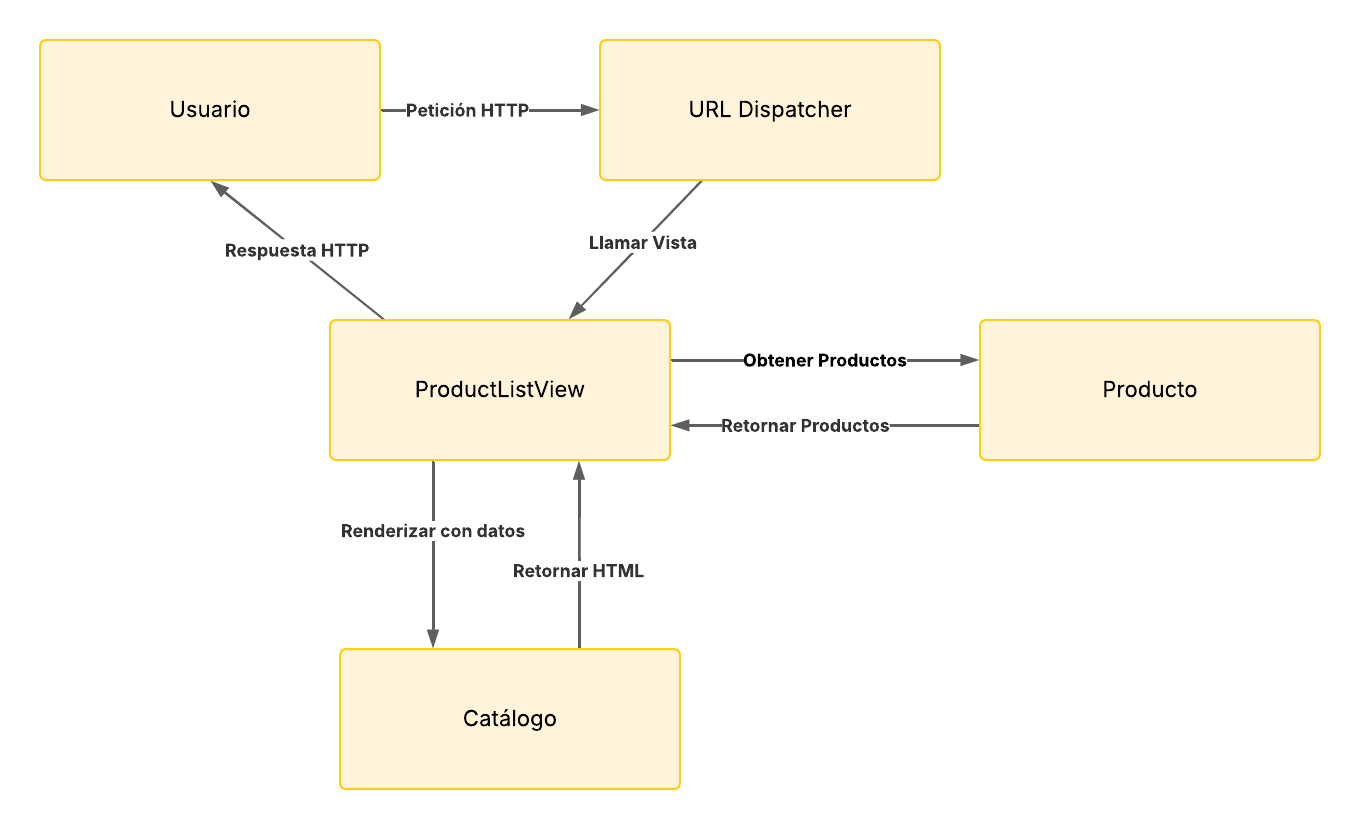 Usuario
Petición HTTP
URL Dispatcher
Respuesta HTTP
Llamar Vista
ProductListView
Obtener Productos
Retornar Productos
Producto
Renderizar con datos
Retornar HTML
Catálogo